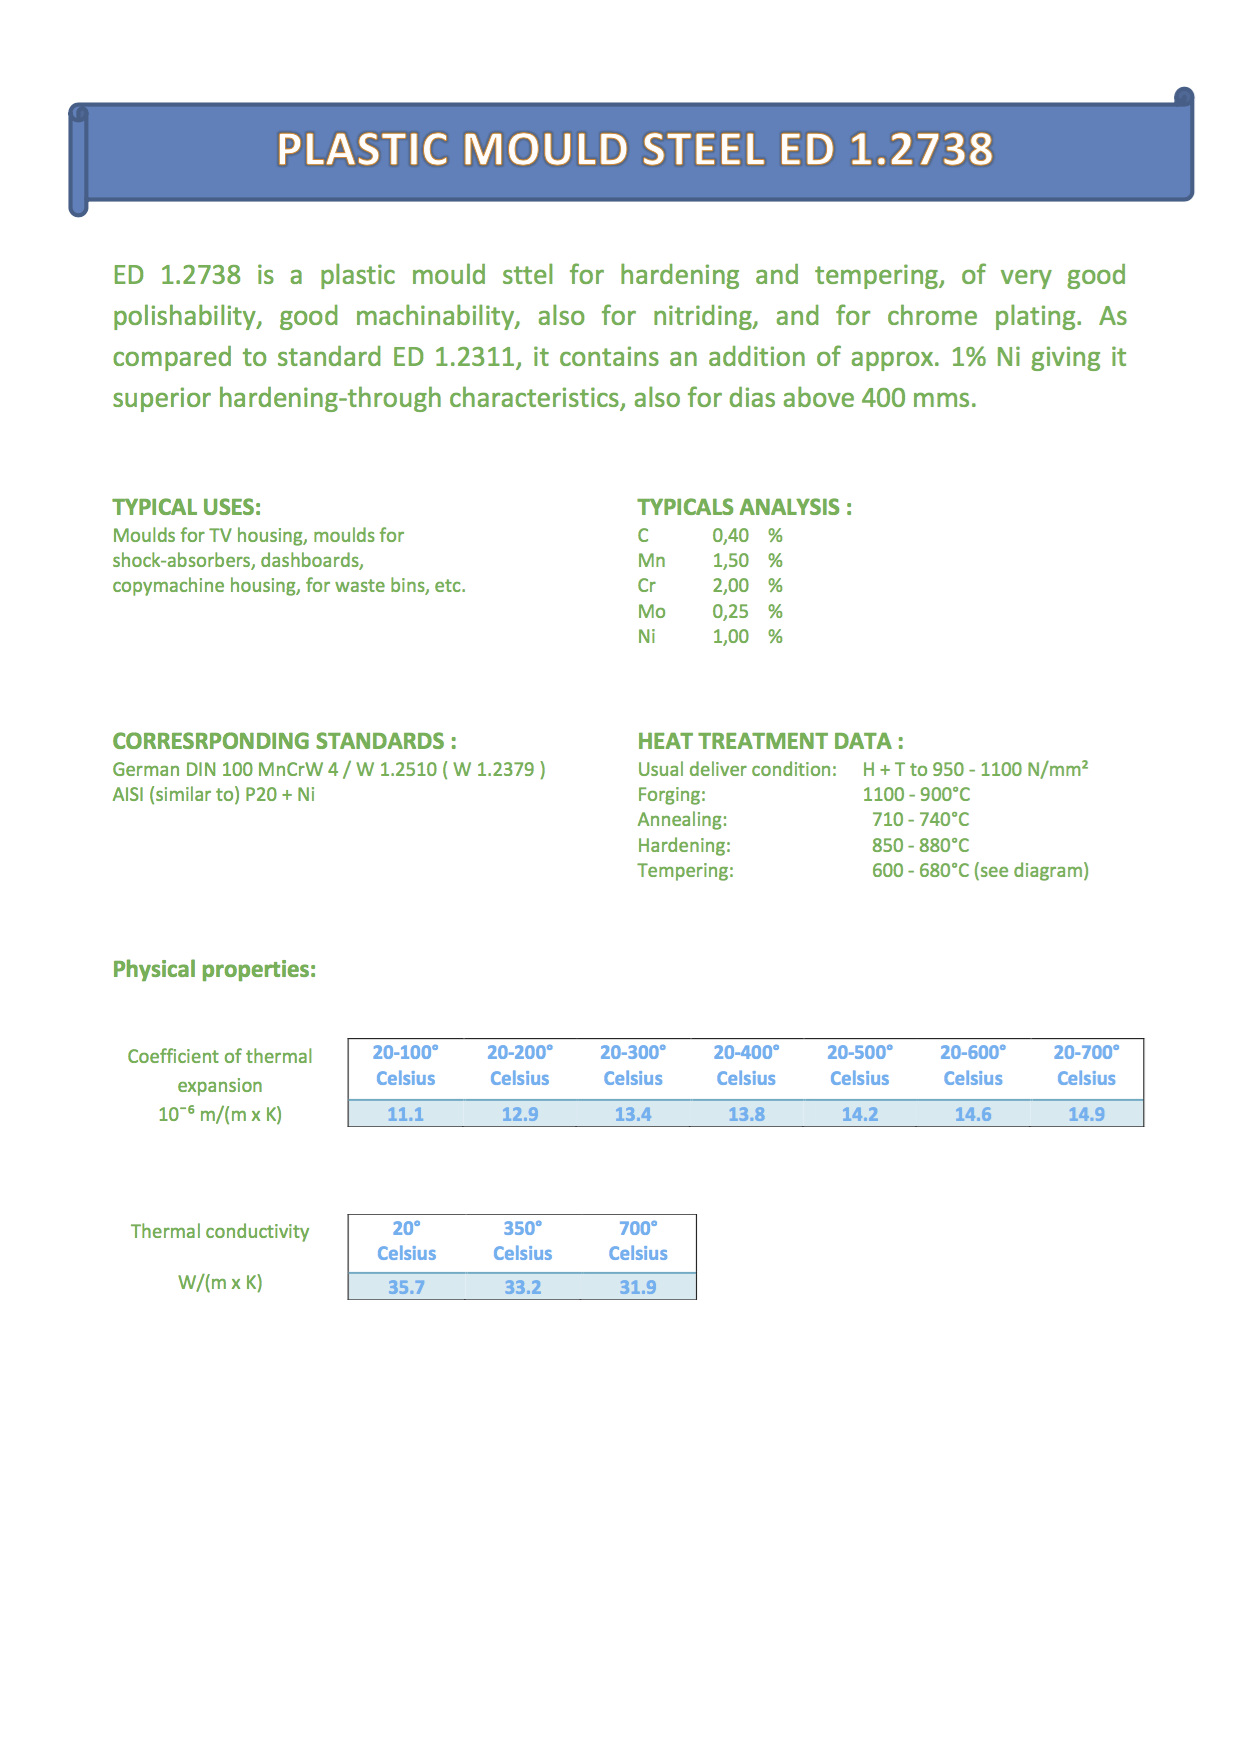 PLASTIC MOULD STEEL ED 1.2738
ED 1.2738 is a plastic mould sttel for hardening and tempering, of very good
polishability, good machinability, also for nitriding, and for chrome plating. As
compared to standard ED 1.2311, it contains an addition of approx. 1% Ni giving it
superior hardening-through characteristics, also for dias above 400 mms.
TYPICAL USES:
Moulds for TV housing, moulds for
shock-absorbers, dashboards,
copymachine housing, for waste bins, etc.
TYPICALS ANALYSIS :
C 0,40 %
Mn 1,50 %
Cr 2,00 %
Mo 0,25 %
Ni 1,00 %
CORRESRPONDING STANDARDS :
German DIN 100 MnCrW 4 / W 1.2510 ( W 1.2379 )
AISI (similar to) P20 + Ni
HEAT TREATMENT DATA :
Usual deliver condition: H + T to 950 - 1100 N/mm²
Forging: 1100 - 900°C
Annealing: 710 - 740°C
Hardening: 850 - 880°C
Tempering: 600 - 680°C (see diagram)
Physical properties:
Coefficient of thermal
expansion
10⁻⁶ m/(m x K)
20-100° 20-200° 20-300° 20-400° 20-500° 20-600° 20-700°
Celsius Celsius Celsius Celsius Celsius Celsius Celsius
11.1 12.9 13.4 13.8 14.2 14.6 14.9
Thermal conductivity
W/(m x K)
20° 350° 700°
Celsius Celsius Celsius
35.7 33.2 31.9